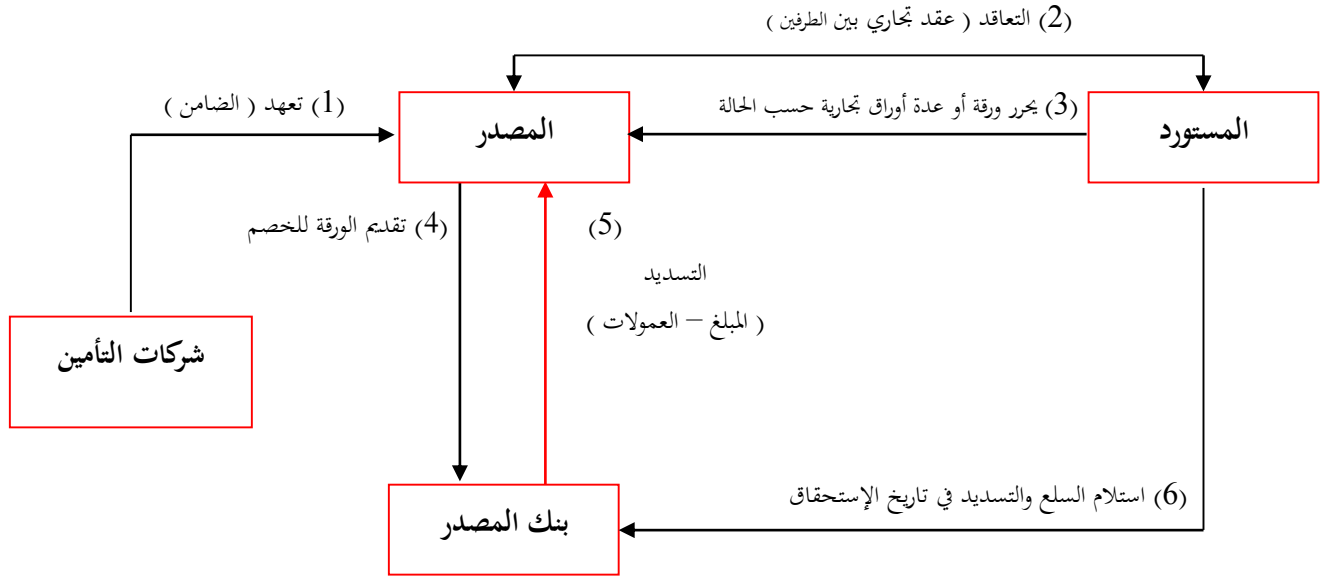 (2) التعاقد ( عقد تجاري بين الطرفين )
(1) تعهد ( الضامن )
(3) يحرر ورقة أو عدة أوراق تجارية حسب الحالة
المستورد
المصدر
(4) تقديم الورقة للخصم
(5)
التسديد
( المبلغ – العمولات )
شركات التأمين
(6) استلام السلع والتسديد في تاريخ الإستحقاق
بنك المصدر